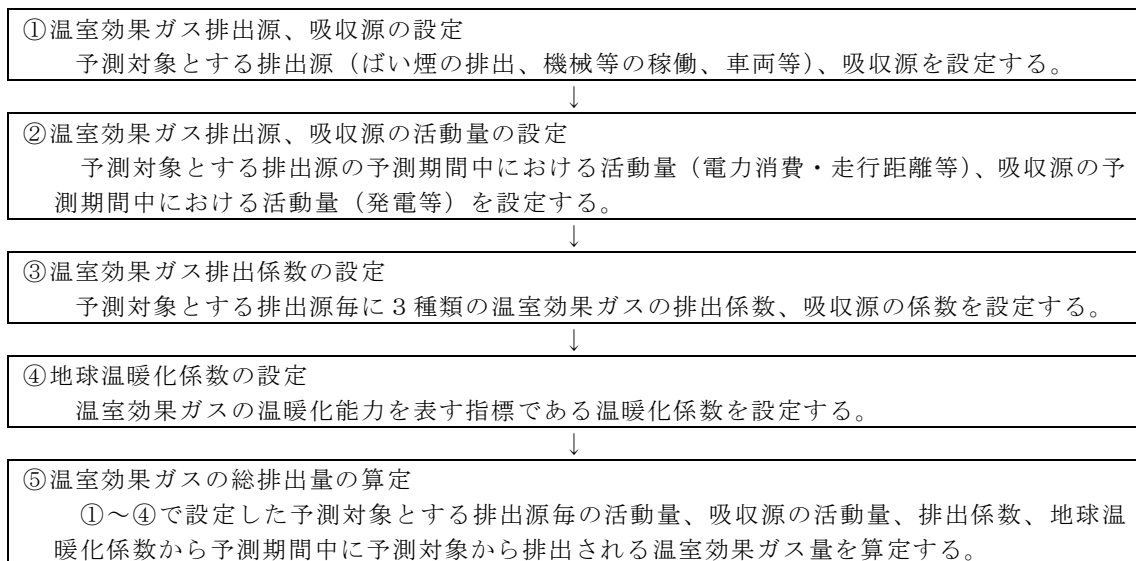 ①温室効果ガス排出源、吸収源の設定
予測対象とする排出源（ばい煙の排出、機械等の稼働、車両等）、吸収源を設定する。
↓
②温室効果ガス排出源、吸収源の活動量の設定
予測対象とする排出源の予測期間中における活動量（電力消費・走行距離等）、吸収源の予
測期間中における活動量（発電等）を設定する。
↓
③温室効果ガス排出係数の設定
予測対象とする排出源毎に３種類の温室効果ガスの排出係数、吸収源の係数を設定する。
↓
④地球温暖化係数の設定
温室効果ガスの温暖化能力を表す指標である温暖化係数を設定する。
↓
⑤温室効果ガスの総排出量の算定
①～④で設定した予測対象とする排出源毎の活動量、吸収源の活動量、排出係数、地球温
暖化係数から予測期間中に予測対象から排出される温室効果ガス量を算定する。